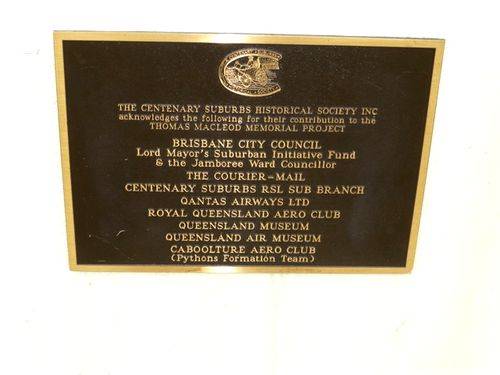 THE CENTENARY SUBURBS HISTORICAL SOCIETY INC
acknowledges the following for their contribution to the
THOMAS MACLEOD MEMORIAL PROJECT
BRISBANE CITY COUNCIL
Lord Mayor's Suburban Initiative Fund
& the Jamboree Ward Councillor
THE COURIER-MAIL
CENTENARY SUBURBS RSL SUB BRANCH
QANTAS AIRWAYS LTD
ROYAL QUEENSLAND AERO CLUB
QUEENSLAND MUSEUM
QUEENSLAND AIR MUSEUM
CABOOLTURE AERO CLUB
(Pythons Formation Team)